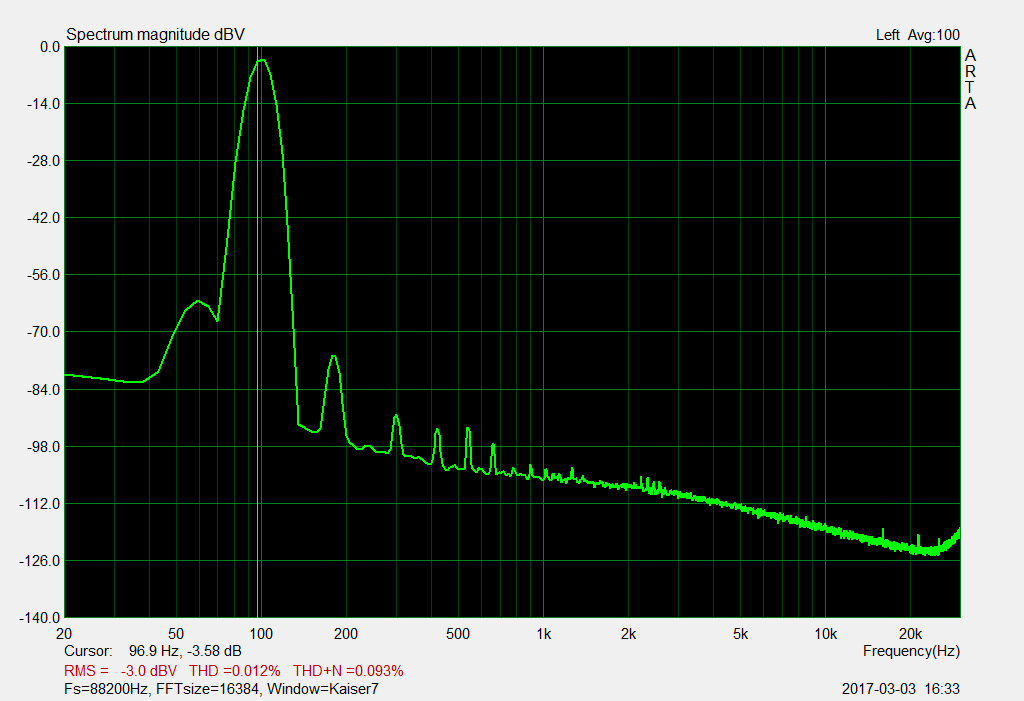 Spectrum magnitude dBV
Left Avg:100
0.0
-14.0
-28.0
-42.0
-56.0
-70.0
-84.0
-98.0
-112.0
-126.0
-140.0
A
R
T
A
20 50 100 200 500 1k 2k 5k 10k 20k
Cursor: 96.9 Hz, -3.58 dB
Frequency(Hz)
RMS = -3.0 dBV THD =0.012% THD+N =0.093%
Fs=88200Hz, FFTsize=16384, Window=Kaiser7
2017-03-03 16:33